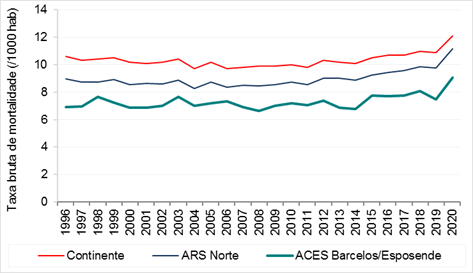 Taxa bruta de mortalidade (/1000 hab)
14
12
10
8
6
4
2
0
1996 1997 1998 1999 2000 2001 2002 2003 2004 2005 2006 2007 2008 2009 2010 2011 2012 2013 2014 2015 2016 2017 2018 2019 2020
Continente ARS Norte ACES Barcelos/Esposende